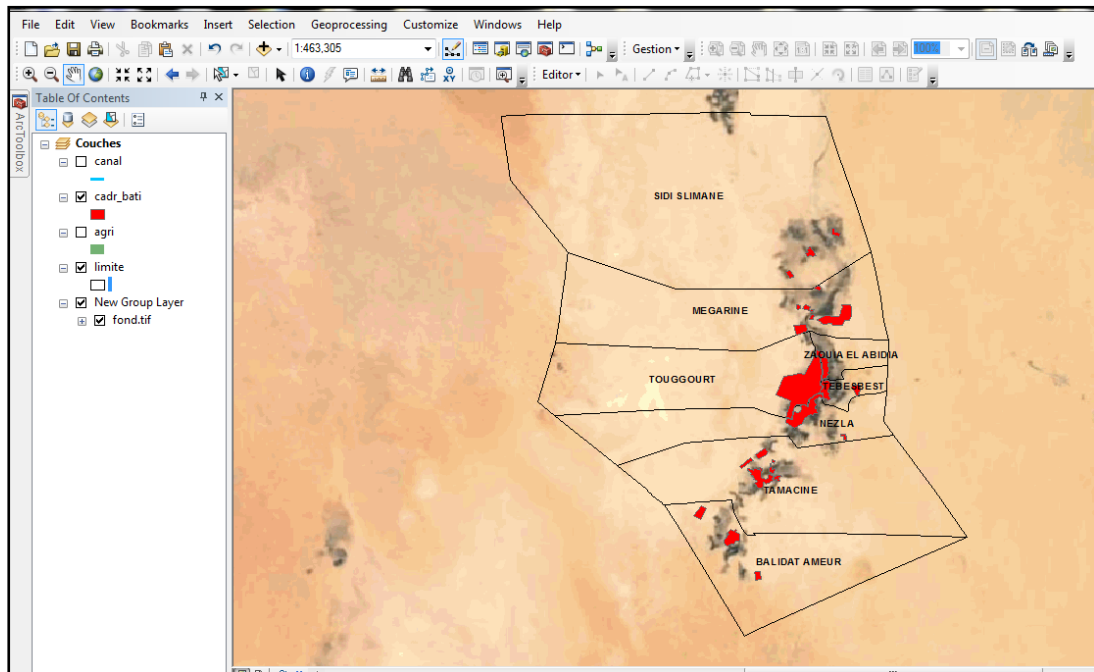 File Edit View Bookmarks Insert Selection Geoprocessing Customize Windows Help
1:463,305 Gestion 100%
Editor
Table Of Contents
ArcToolbox
Couches
canal
cadr_bati
agri
limite
New Group Layer
fond.tif
SIDI SLIMANE
MEGARINE
ZAOUIA EL ABIDIA
TOUGGOURT
TEBESBEST
NEZLA
TAMACINE
BALIDAT AMEUR